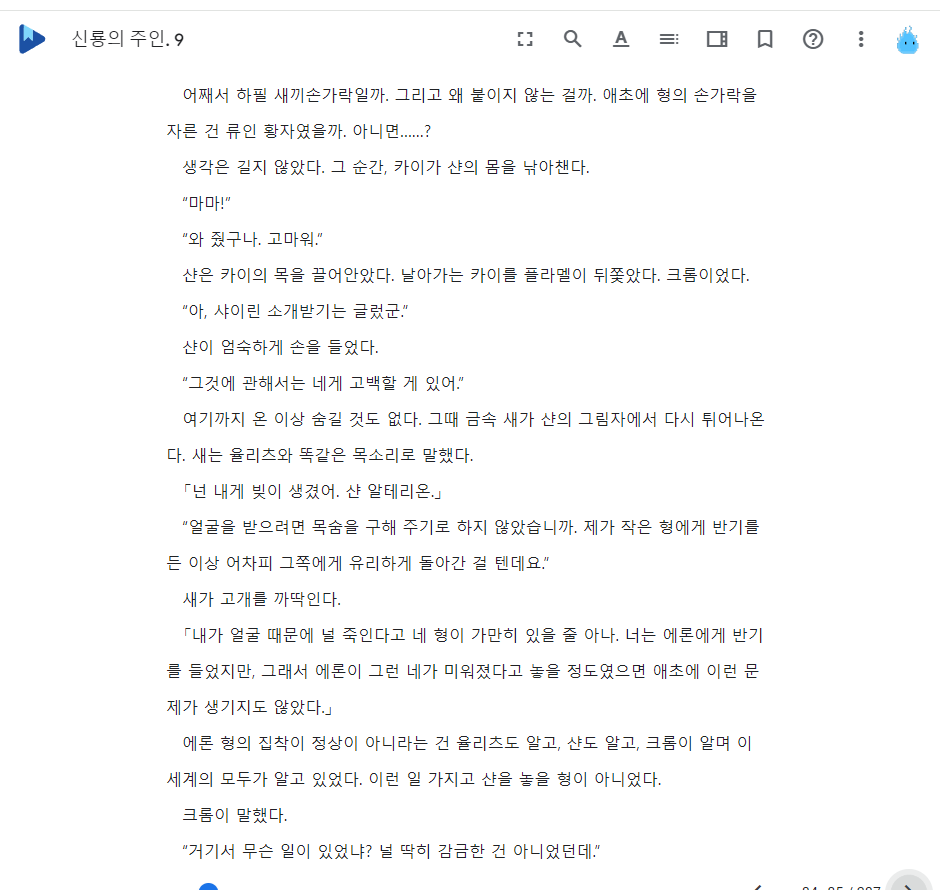 신룡의 주인. 9
어째서 하필 새끼손가락일까. 그리고 왜 붙이지 않는 걸까. 애초에 형의 손가락을
자른 건 류인 황자였을까. 아니면......?
생각은 길지 않았다. 그 순간, 카이가 샨의 몸을 낚아챈다.
“마마!”
“와 줬구나. 고마워.”
샨은 카이의 목을 끌어안았다. 날아가는 카이를 플라멜이 뒤쫓았다. 크롬이었다.
“아, 샤이린 소개받기는 글렀군.”
샨이 엄숙하게 손을 들었다.
“그것에 관해서는 네게 고백할 게 있어.”
여기까지 온 이상 숨길 것도 없다. 그때 금속 새가 샨의 그림자에서 다시 튀어나온
다. 새는 율리츠와 똑같은 목소리로 말했다.
「넌 내게 빚이 생겼어. 샨 알테리온.」
“얼굴을 받으려면 목숨을 구해 주기로 하지 않았습니까. 제가 작은 형에게 반기를
든 이상 어차피 그쪽에게 유리하게 돌아간 걸 텐데요.”
새가 고개를 까딱인다.
「내가 얼굴 때문에 널 죽인다고 네 형이 가만히 있을 줄 아나. 너는 에론에게 반기
를 들었지만, 그래서 에론이 그런 네가 미워졌다고 놓을 정도였으면 애초에 이런 문
제가 생기지도 않았다.」
에론 형의 집착이 정상이 아니라는 건 율리츠도 알고, 샨도 알고, 크롬이 알며 이
세계의 모두가 알고 있었다. 이런 일 가지고 샨을 놓을 형이 아니었다.
크롬이 말했다.
“거기서 무슨 일이 있었냐? 널 딱히 감금한 건 아니었던데.”